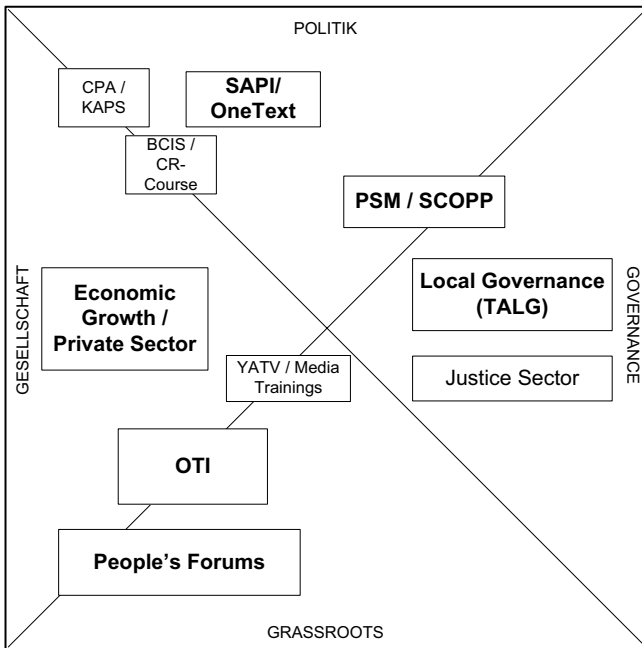 POLITIK
CPA /
KAPS
SAPI/
OneText
BCIS /
CR-
Course
PSM / SCOPP
GESELLSCHAFT
Economic
Growth /
Private Sector
Local Governance
(TALG)
GOVERNANCE
YATV / Media
Trainings
Justice Sector
OTI
People's Forums
GRASSROOTS